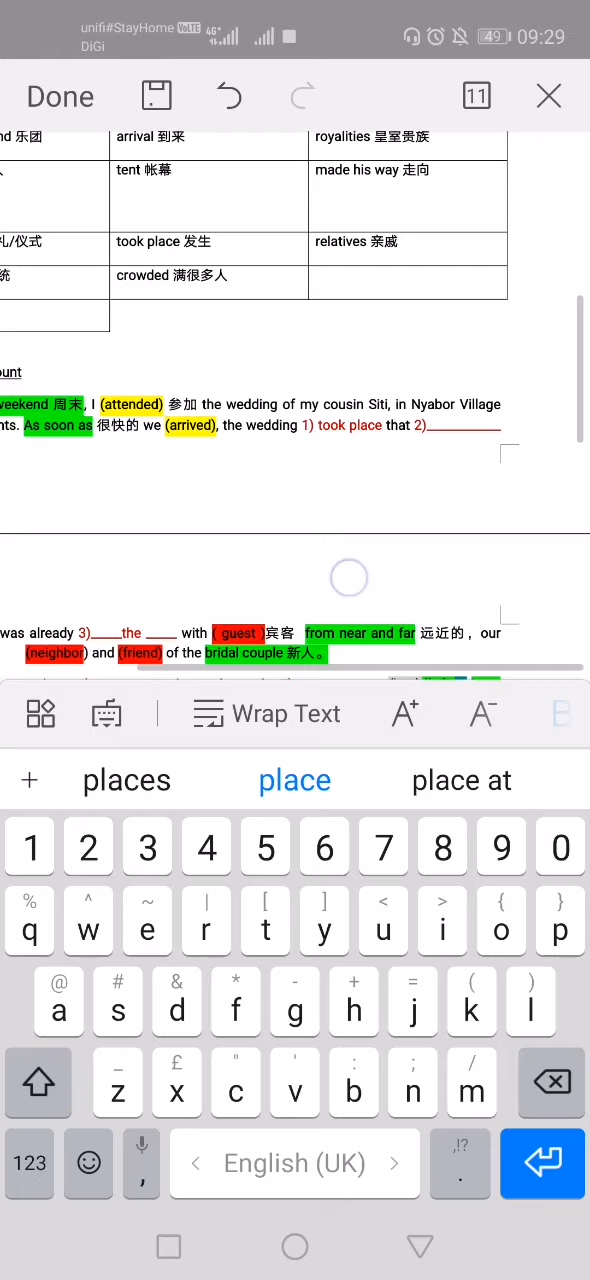 unifi#StayHome VoLTE 4G+
DiGi
49 09:29
Done 11
nd 乐团 arrival 到来 royalities 皇室贵族
人 tent 帐幕 made his way 走向
礼/仪式 took place 发生 relatives 亲戚
统 crowded 满很多人
ount
weekend 周末, I (attended) 参加 the wedding of my cousin Siti, in Nyabor Village
nts. As soon as 很快的 we (arrived), the wedding 1) took place that 2)__________
was already 3)____the ____ with ( guest )宾客 from near and far 远近的 , our
(neighbor) and (friend) of the bridal couple 新人。
Wrap Text A+ A- B
+ places place place at
1 2 3 4 5 6 7 8 9 0
% ^ ~ | [ ] < > { }
q w e r t y u i o p
@ # & * - + = ( )
a s d f g h j k l
_ £ " ' : ; /
z x c v b n m
123 , < English (UK) > ,!? .